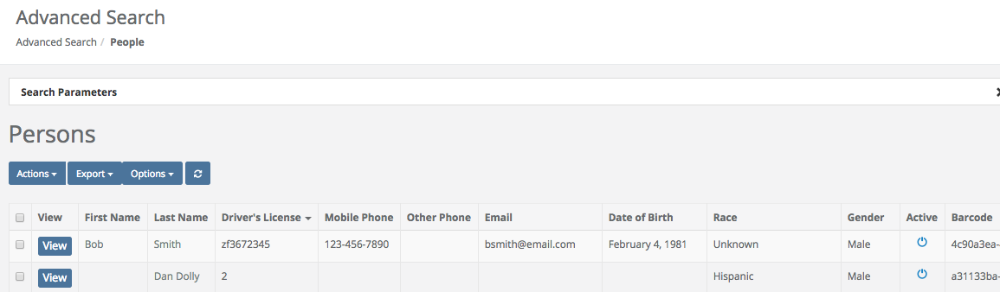 Advanced Search
Advanced Search / People
Search Parameters
Persons
Actions Export Options
View First Name Last Name Driver's License Mobile Phone Other Phone Email Date of Birth Race Gender Active Barcode
View Bob Smith zf3672345 123-456-7890 bsmith@email.com February 4, 1981 Unknown Male 4c90a3ea-
View Dan Dolly 2 Hispanic Male a31133ba-